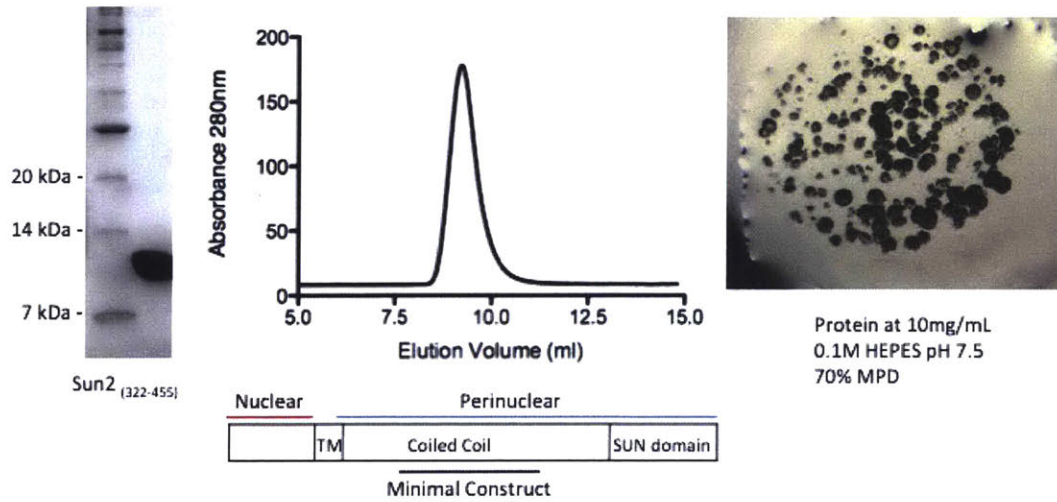 20 kDa -
14 kDa -
7 kDa -
Sun2 (322-455)
Absorbance 280nm
200
150
100
50
0
5.0 7.5 10.0 12.5 15.0
Elution Volume (ml)
Protein at 10mg/mL
0.1M HEPES pH 7.5
70% MPD
Nuclear Perinuclear
TM Coiled Coil SUN domain
Minimal Construct